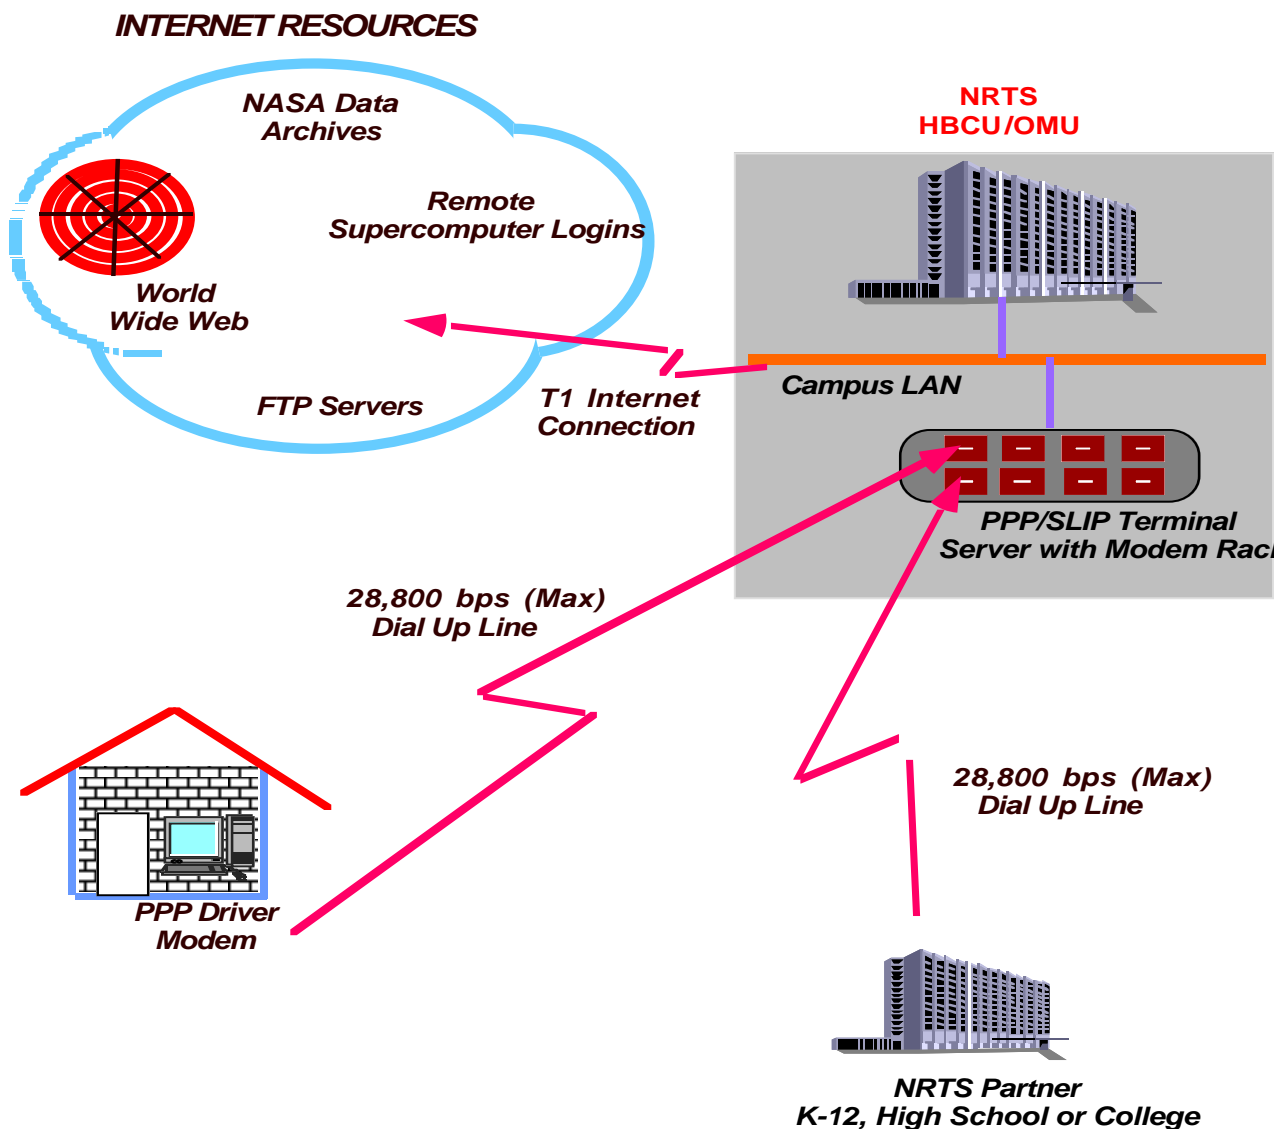 INTERNET RESOURCES
NASA Data
Archives
Remote
Supercomputer Logins
World
Wide Web
FTP Servers
T1 Internet
Connection
NRTS
HBCU/OMU
Campus LAN
PPP/SLIP Terminal
Server with Modem Rac
28,800 bps (Max)
Dial Up Line
28,800 bps (Max)
Dial Up Line
PPP Driver
Modem
NRTS Partner
K-12, High School or College